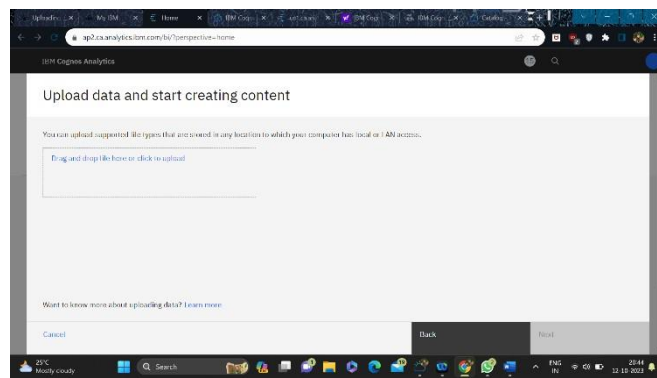 My IBM
Home
ap2.ca.analytics.ibm.com/bi/?perspective=home
IBM Cognos Analytics
Upload data and start creating content
You can upload supported file types that are stored in any location to which your computer has local or LAN access.
Drag and drop file here or click to upload
Want to know more about uploading data? Learn more
Cancel
Back
Next
25°C
Mostly cloudy
Search
ENG
IN
20:44
12-10-2023